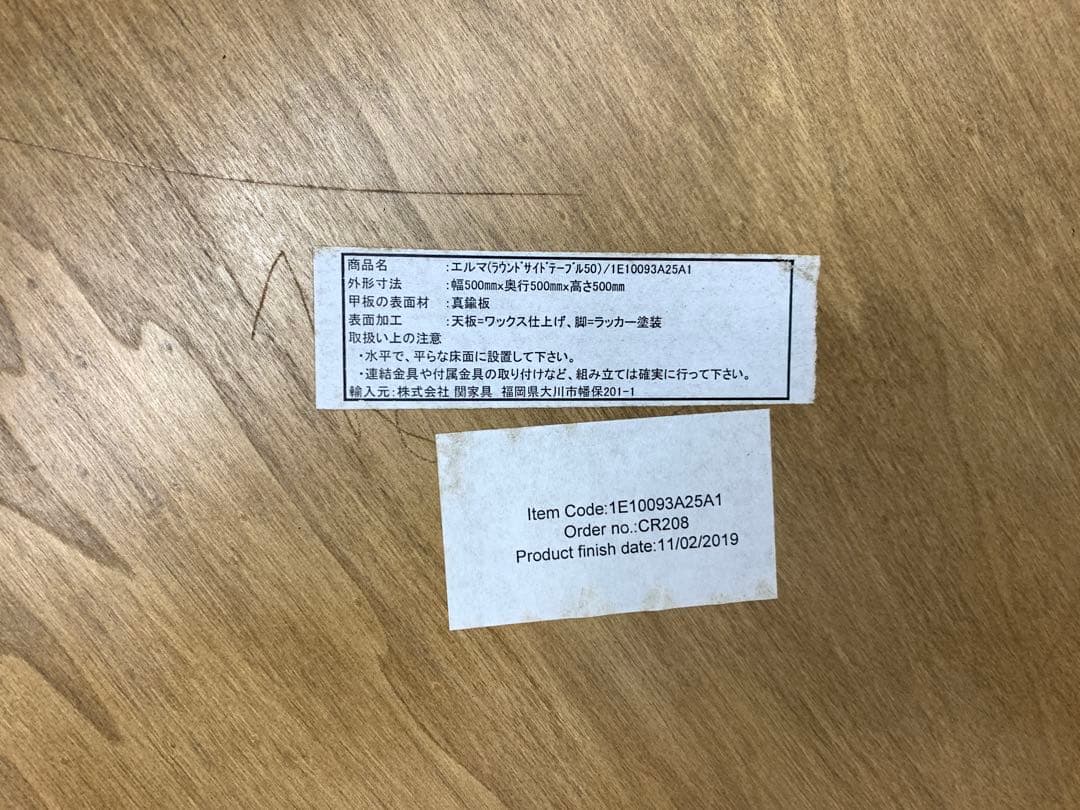 商品名　　　:エルマ(ﾗｳﾝﾄﾞｻｲﾄﾞﾃｰﾌﾞﾙ50)/1E10093A25A1
外形寸法　　:幅500mm×奥行500mm×高さ500mm
甲板の表面材　:真鍮板
表面加工　　:天板=ワックス仕上げ、脚=ラッカー塗装
取扱い上の注意
・水平で、平らな床面に設置して下さい。
・連結金具や付属金具の取り付けなど、組み立ては確実に行って下さい。
輸入元:株式会社 関家具　福岡県大川市幡保201-1
Item Code:1E10093A25A1
Order no.:CR208
Product finish date:11/02/2019